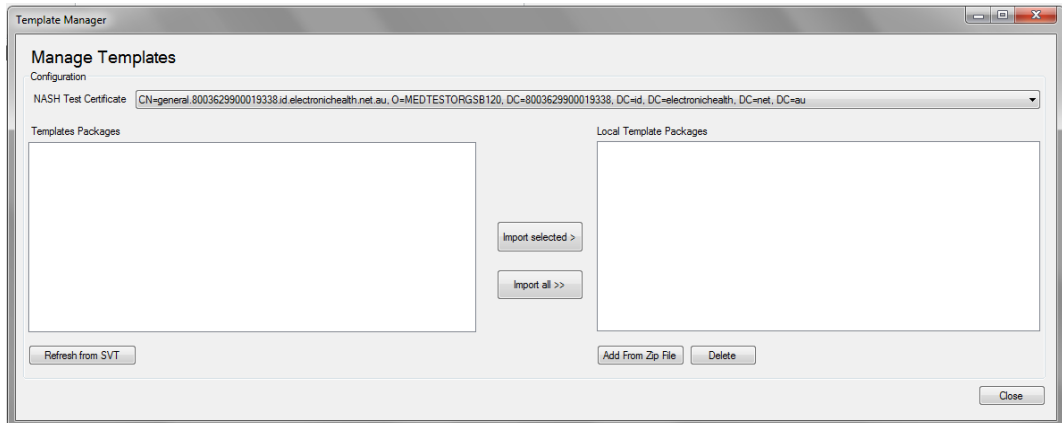 Template Manager
Manage Templates
Configuration
NASH Test Certificate CN=general.8003629900019338.id.electronichealth.net.au, O=MEDTESTORGSB120, DC=8003629900019338, DC=id, DC=electronichealth, DC=net, DC=au
Templates Packages Local Template Packages
Import selected >
Import all >>
Refresh from SVT Add From Zip File Delete
Close